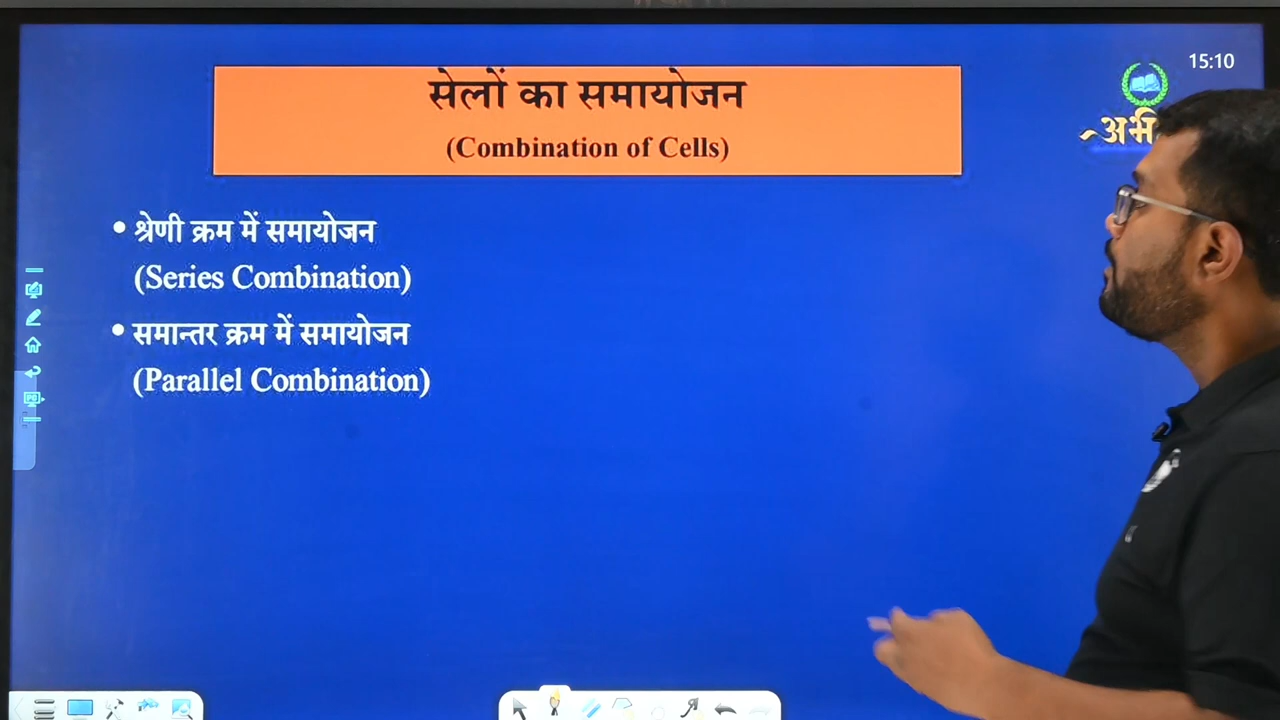 सेलों का समायोजन
(Combination of Cells)
15:10
• श्रेणी क्रम में समायोजन
(Series Combination)
• समान्तर क्रम में समायोजन
(Parallel Combination)